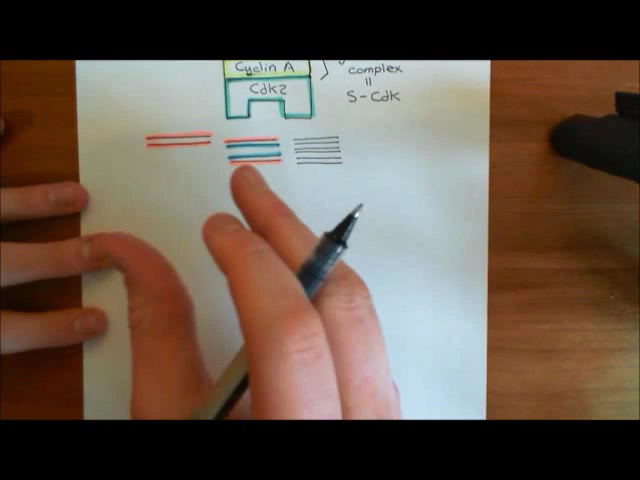 Cyclin A
complex
Cdk2
=
S-Cdk